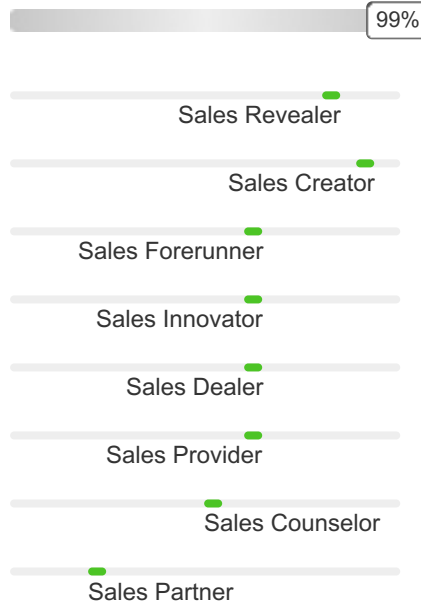 99%
Sales Revealer
Sales Creator
Sales Forerunner
Sales Innovator
Sales Dealer
Sales Provider
Sales Counselor
Sales Partner